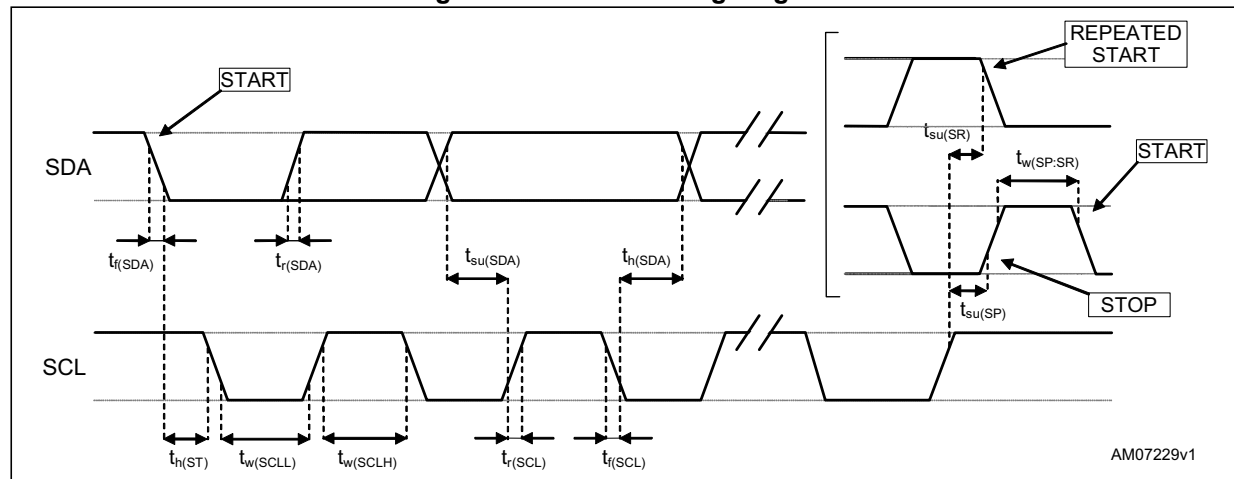 REPEATED
START
START
SDA
t_su(SR)
t_w(SP:SR)
START
t_f(SDA)
t_r(SDA)
t_su(SDA)
t_h(SDA)
t_su(SP)
STOP
SCL
t_h(ST)
t_w(SCLL)
t_w(SCLH)
t_r(SCL)
t_f(SCL)
AM07229v1